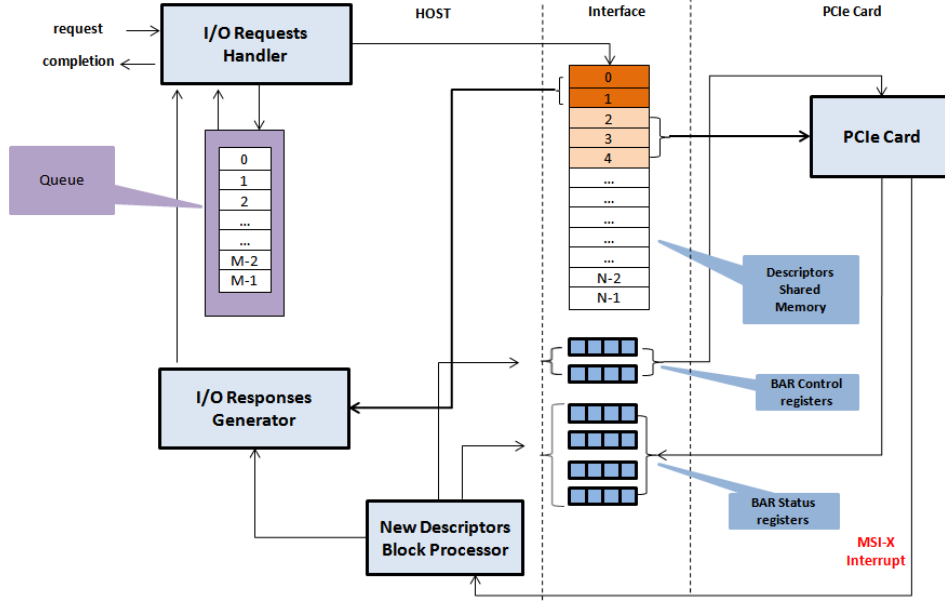 HOST
Interface
PCIe Card
request
completion
I/O Requests
Handler
Queue
0
1
2
...
...
M-2
M-1
0
1
2
3
4
...
...
...
...
...
N-2
N-1
PCIe Card
Descriptors
Shared
Memory
BAR Control
registers
I/O Responses
Generator
BAR Status
registers
New Descriptors
Block Processor
MSI-X
Interrupt